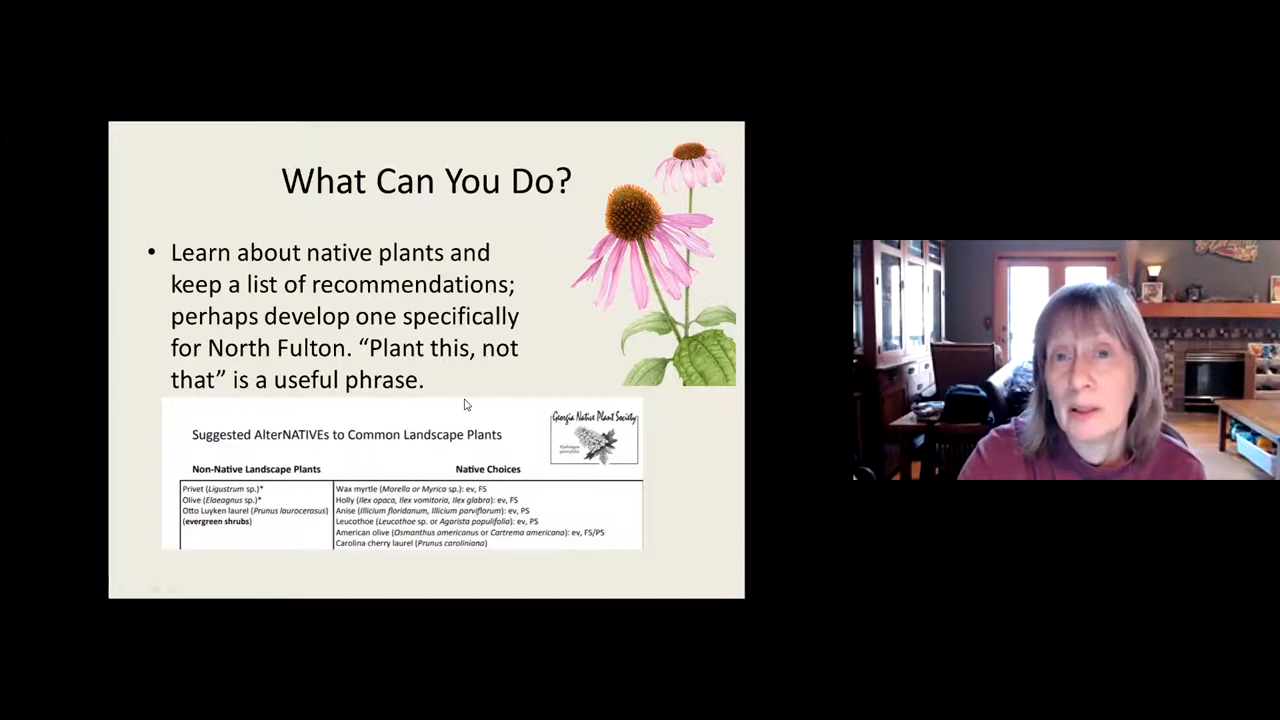 What Can You Do?
• Learn about native plants and
keep a list of recommendations;
perhaps develop one specifically
for North Fulton. “Plant this, not
that” is a useful phrase.
Georgia Native Plant Society
Suggested AlterNATIVEs to Common Landscape Plants
Non-Native Landscape Plants
Native Choices
Privet (Ligustrum sp.)*
Olive (Elaeagnus sp.)*
Otto Luyken laurel (Prunus laurocerasus)
(evergreen shrubs)
Wax myrtle (Morella or Myrica sp.): ev, FS
Holly (Ilex opaca, Ilex vomitoria, Ilex glabra): ev, FS
Anise (Illicium floridanum, Illicium parviflorum): ev, PS
Leucothoe (Leucothoe sp. or Agarista populifolia): ev, PS
American olive (Osmanthus americanus or Cartrema americana): ev, FS/PS
Carolina cherry laurel (Prunus caroliniana)